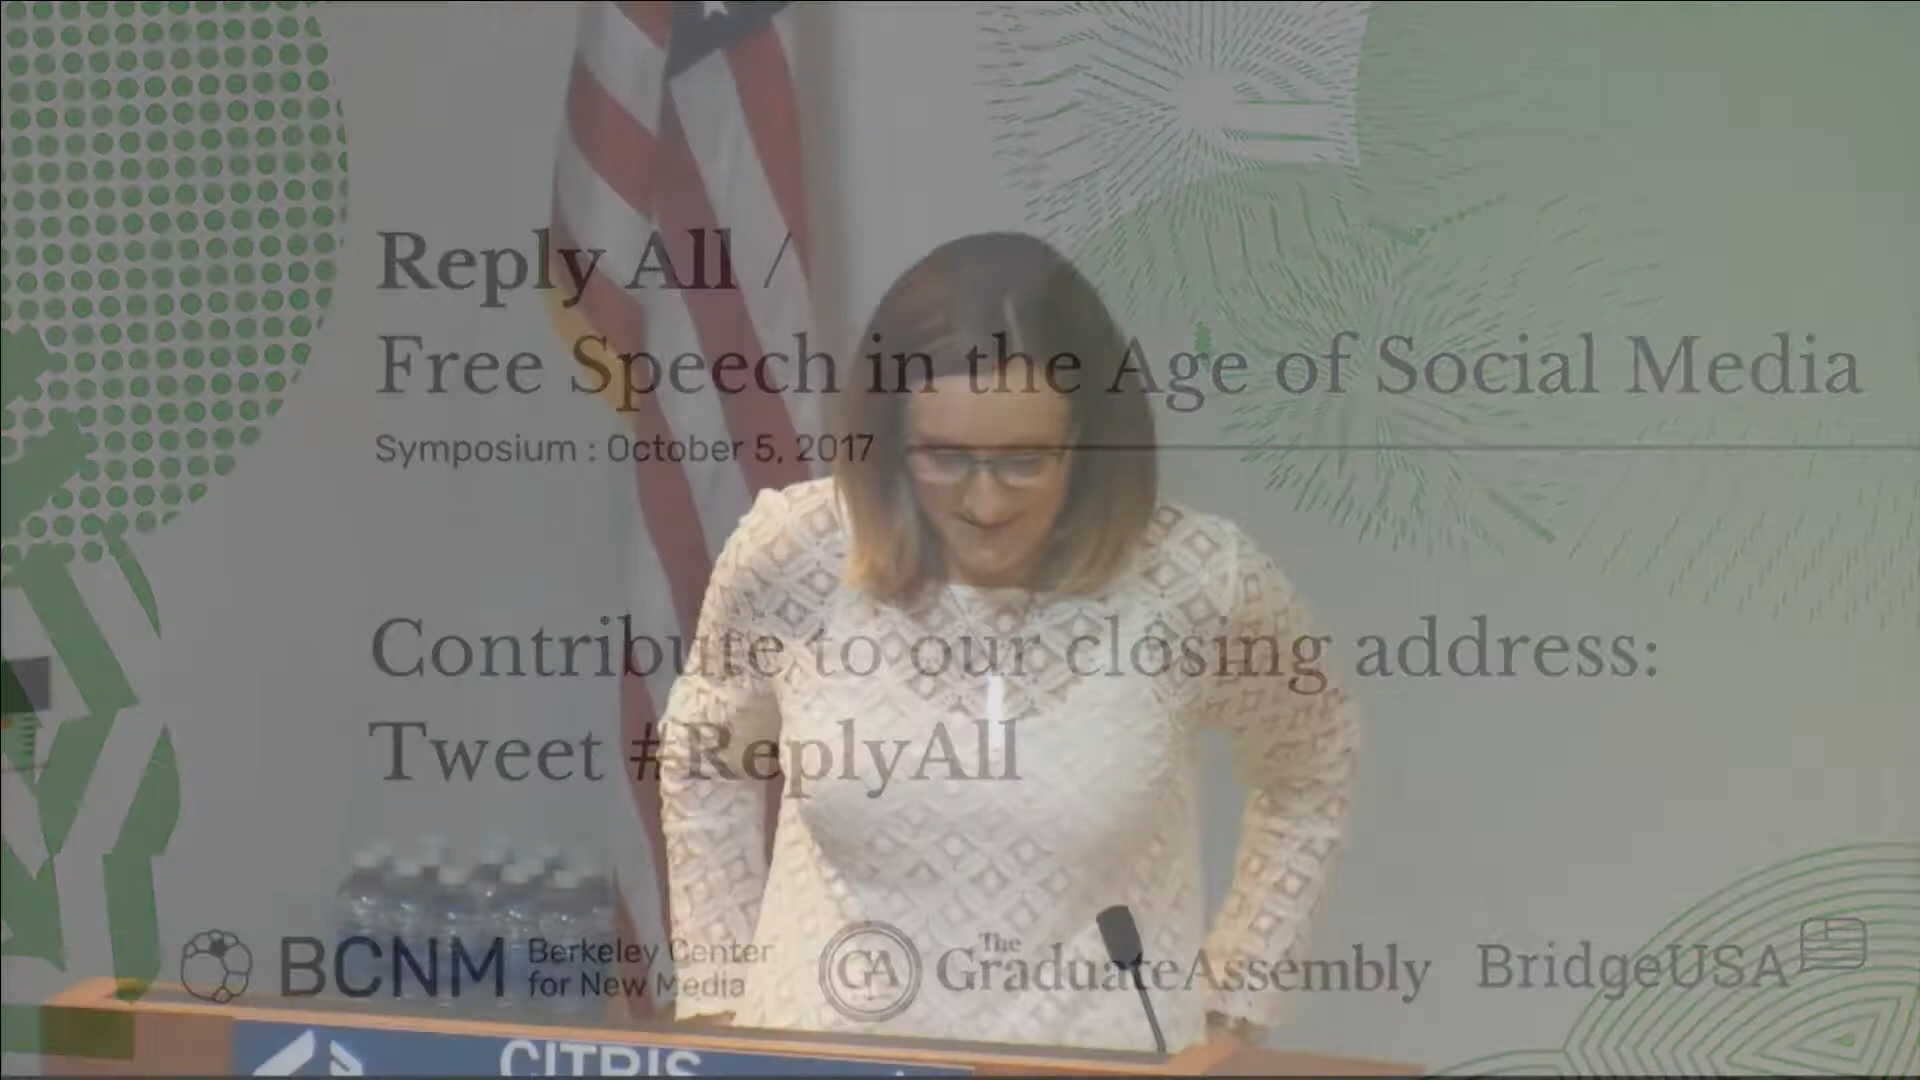 Reply All /
Free Speech in the Age of Social Media
Symposium : October 5, 2017
Contribute to our closing address:
Tweet #ReplyAll
BCNM Berkeley Center for New Media
GA The GraduateAssembly
BridgeUSA
CITRIS